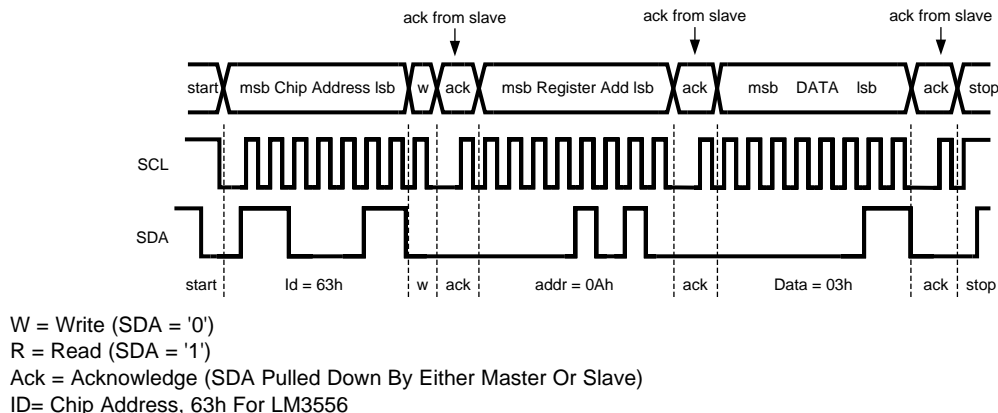 ack from slave ack from slave ack from slave
start msb Chip Address lsb w ack msb Register Add lsb ack msb DATA lsb ack stop
SCL
SDA
start Id = 63h w ack addr = 0Ah ack Data = 03h ack stop
W = Write (SDA = '0')
R = Read (SDA = '1')
Ack = Acknowledge (SDA Pulled Down By Either Master Or Slave)
ID= Chip Address, 63h For LM3556